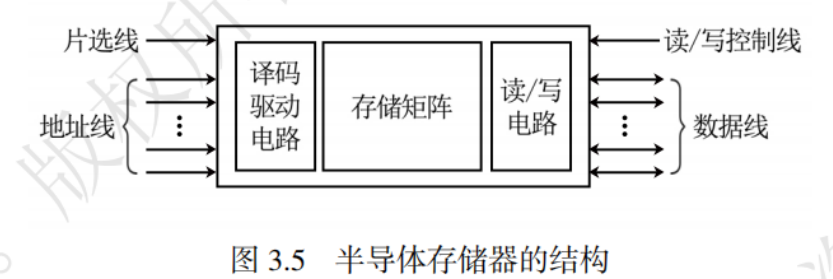 片选线
读/写控制线
地址线
译码
驱动
电路
存储矩阵
读/写
电路
数据线
图 3.5 半导体存储器的结构
版权所